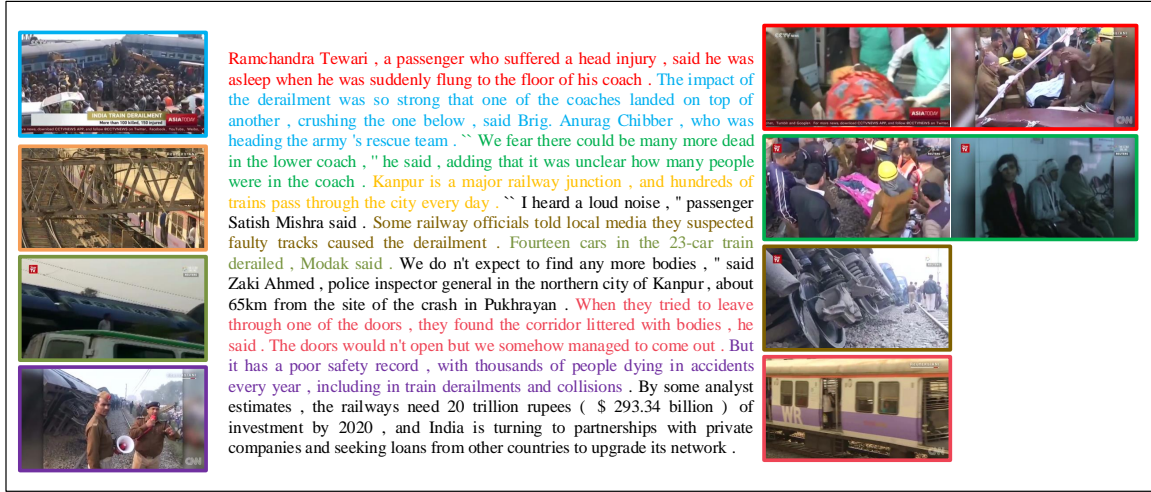 CCTV
INDIA TRAIN DERAILMENT
More than 100 killed, 150 injured
ASIA TODAY
Ramchandra Tewari , a passenger who suffered a head injury , said he was
asleep when he was suddenly flung to the floor of his coach . The impact of
the derailment was so strong that one of the coaches landed on top of
another , crushing the one below , said Brig. Anurag Chibber , who was
heading the army 's rescue team . `` We fear there could be many more dead
in the lower coach , '' he said , adding that it was unclear how many people
were in the coach . Kanpur is a major railway junction , and hundreds of
trains pass through the city every day . `` I heard a loud noise , '' passenger
Satish Mishra said . Some railway officials told local media they suspected
faulty tracks caused the derailment . Fourteen cars in the 23-car train
derailed , Modak said . We do n't expect to find any more bodies , '' said
Zaki Ahmed , police inspector general in the northern city of Kanpur , about
65km from the site of the crash in Pukhrayan . When they tried to leave
through one of the doors , they found the corridor littered with bodies , he
said . The doors would n't open but we somehow managed to come out . But
it has a poor safety record , with thousands of people dying in accidents
every year , including in train derailments and collisions . By some analyst
estimates , the railways need 20 trillion rupees ( $ 293.34 billion ) of
investment by 2020 , and India is turning to partnerships with private
companies and seeking loans from other countries to upgrade its network .
ASIA TODAY
CNN
WR
CNN